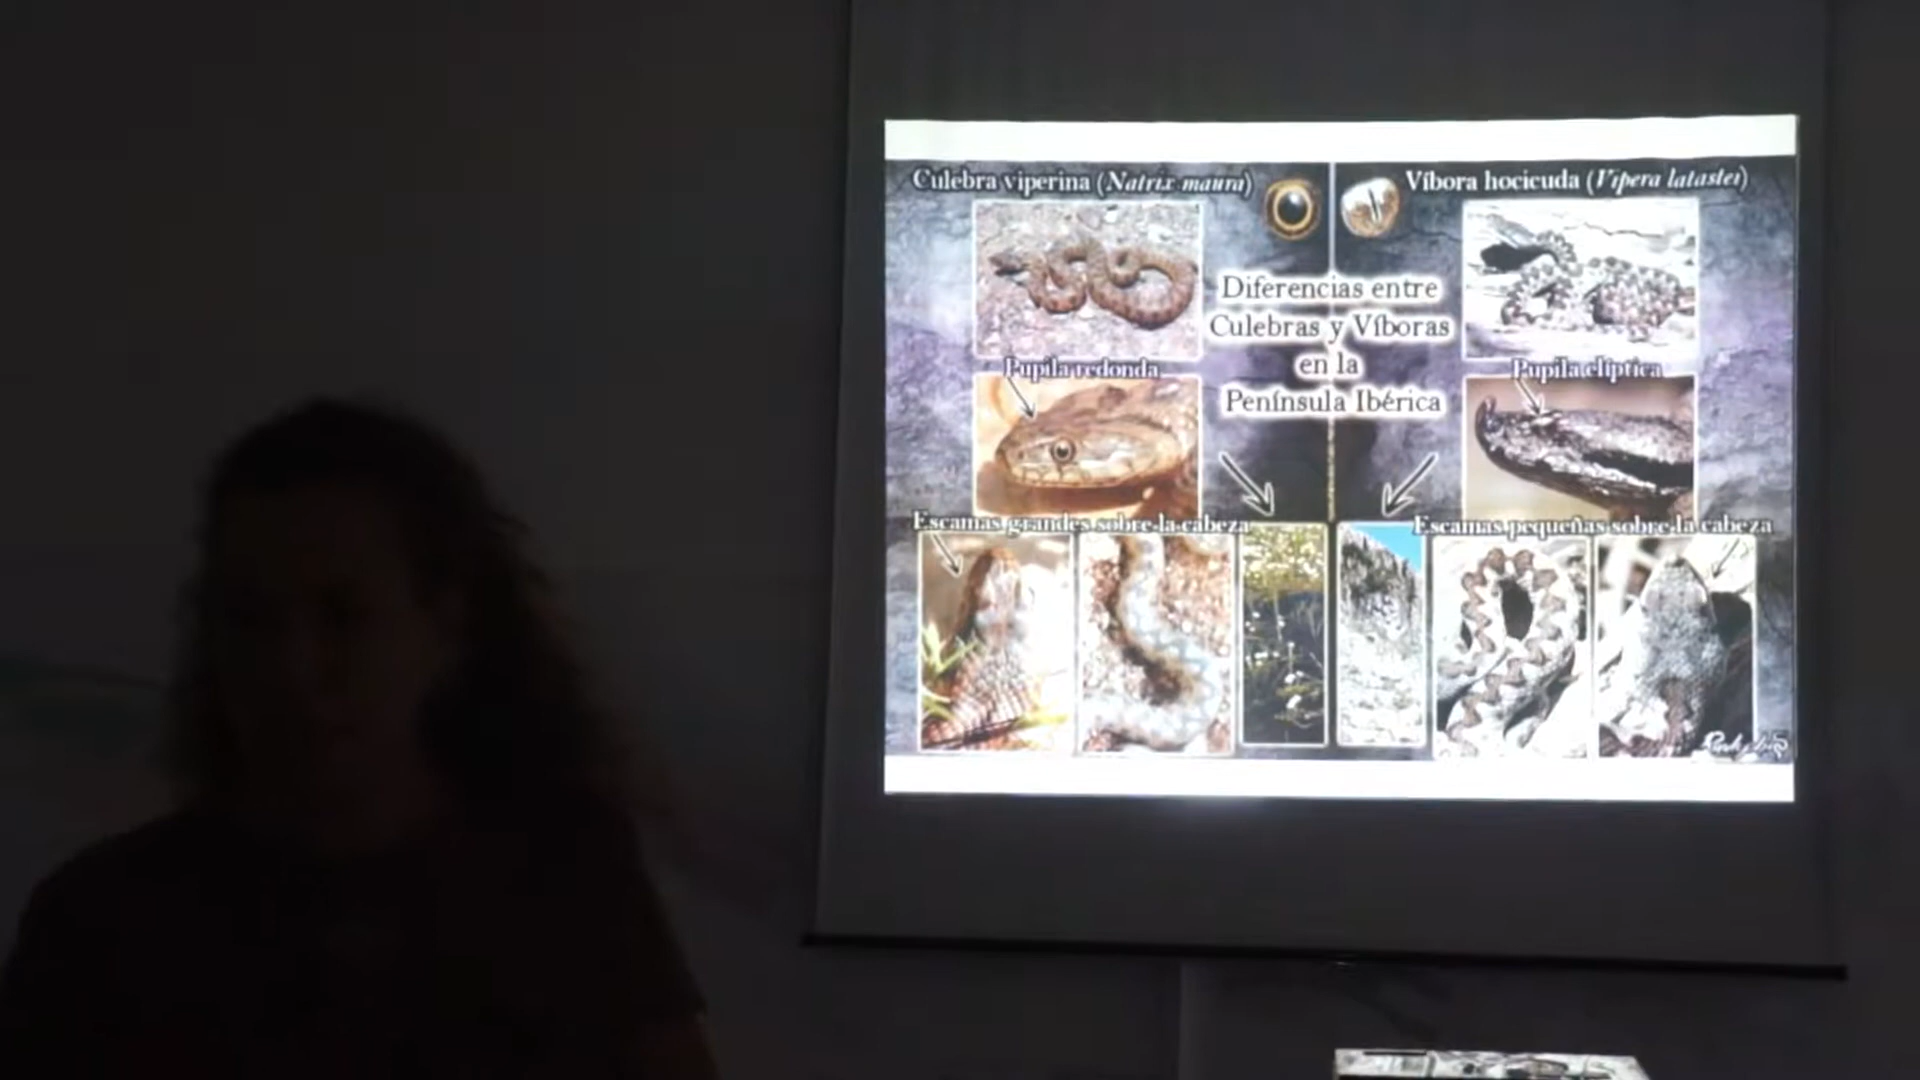 Culebra viperina (Natrix maura)
Víbora hocicuda (Vipera latastei)
Diferencias entre
Culebras y Víboras
en la
Península Ibérica
Pupila redonda
Pupila elíptica
Escamas grandes sobre la cabeza
Escamas pequeñas sobre la cabeza